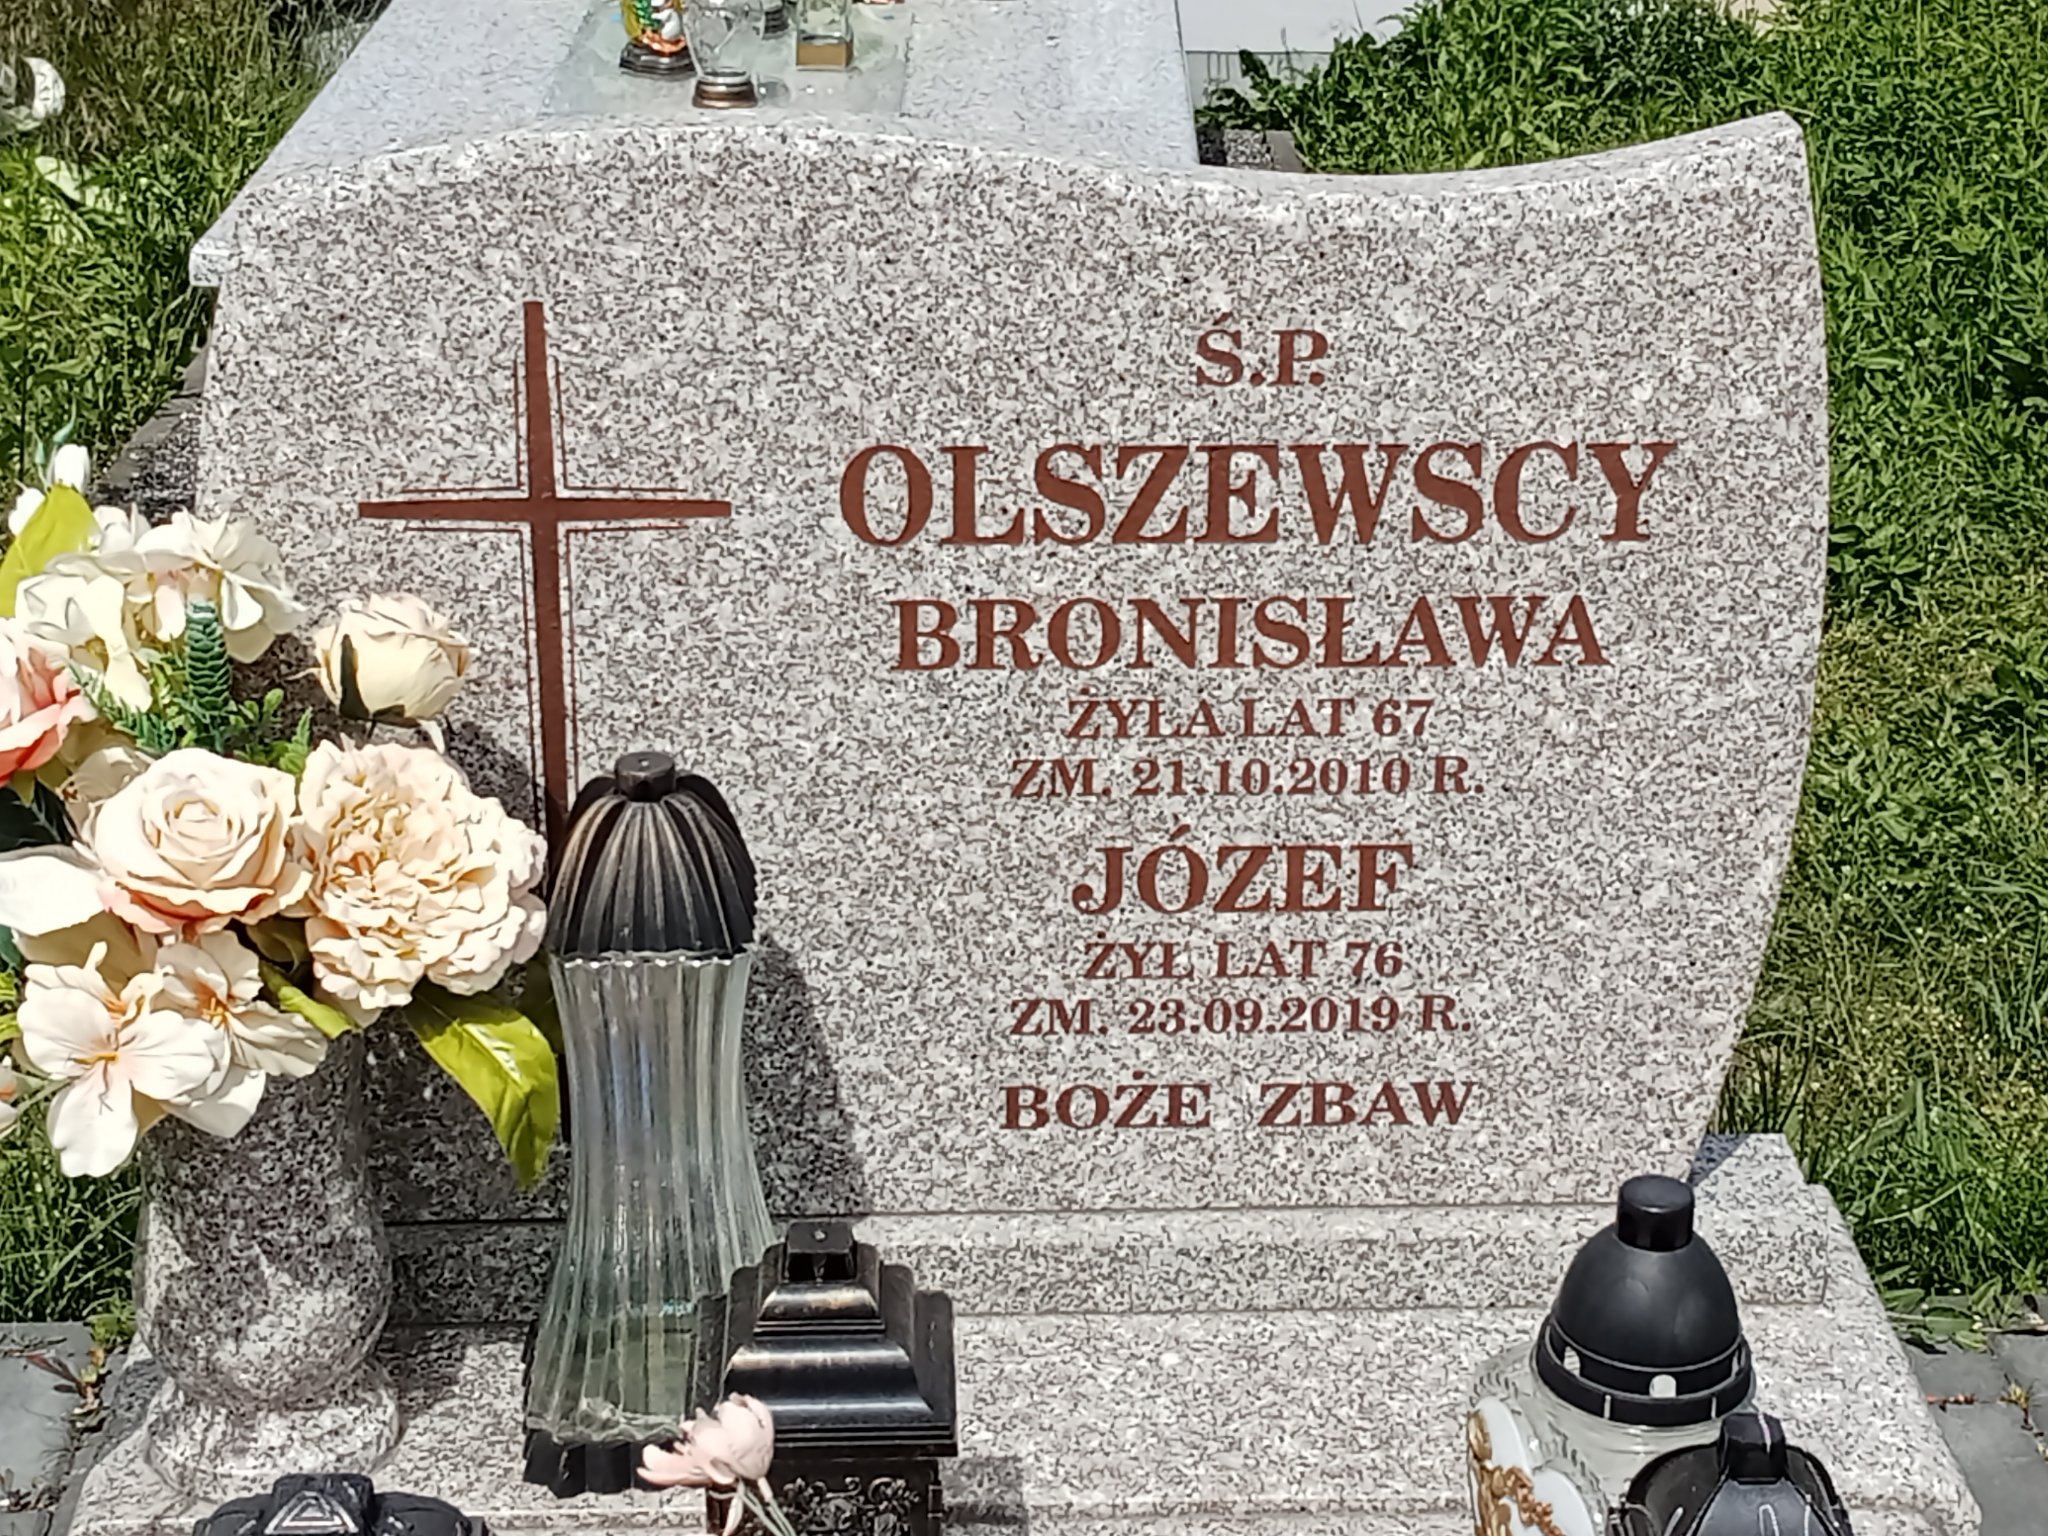 Ś.P.
OLSZEWSCY
BRONISŁAWA
ŻYŁA LAT 67
ZM. 21.10.2010 R.
JÓZEF
ŻYŁ LAT 76
ZM. 23.09.2019 R.
BOŻE ZBAW